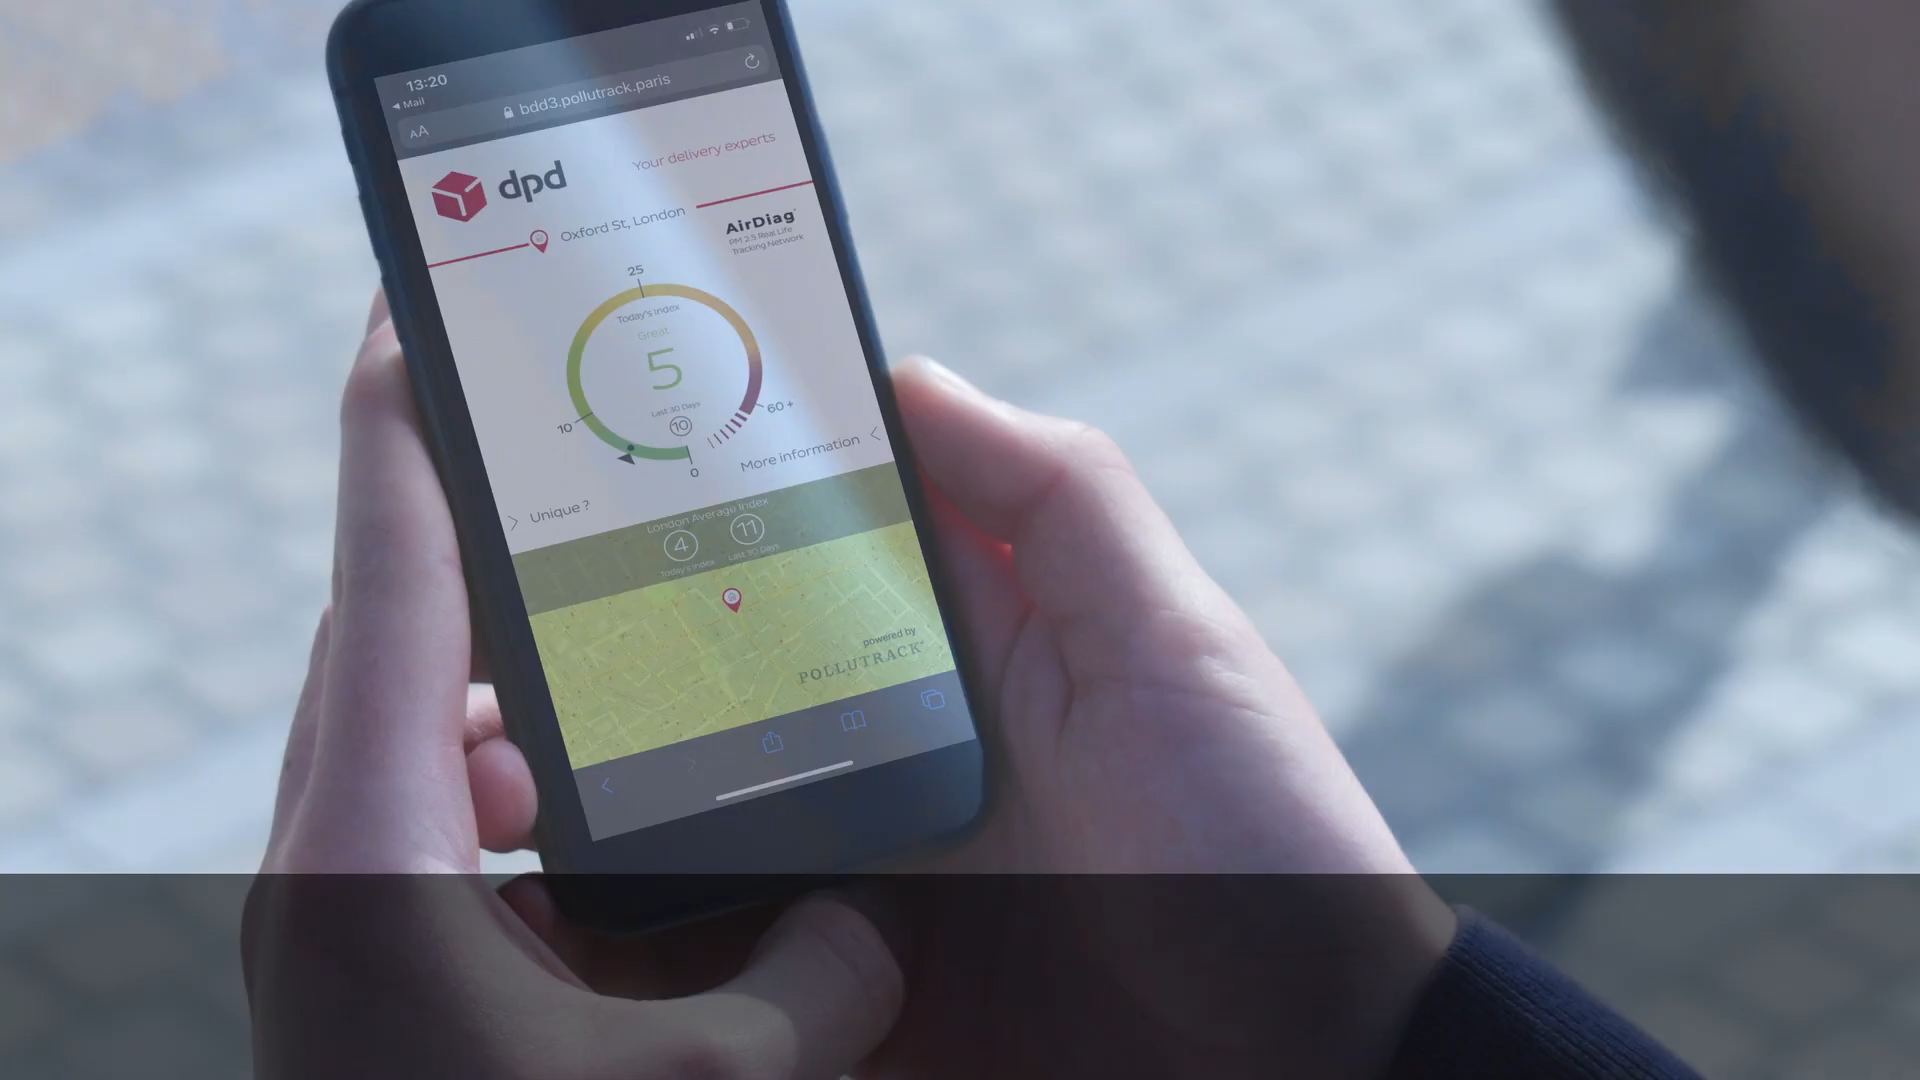 13:20
Mail
AA
bdd3.pollutrack.paris
dpd
Your delivery experts
Oxford St, London
AirDiag
PM 2.5 Real Life
Tracking Network
25
Today's index
Great
5
Last 30 Days
10
10
60 +
0
More information
Unique ?
London Average Index
4
11
Today's index
Last 30 Days
powered by
POLLUTRACK